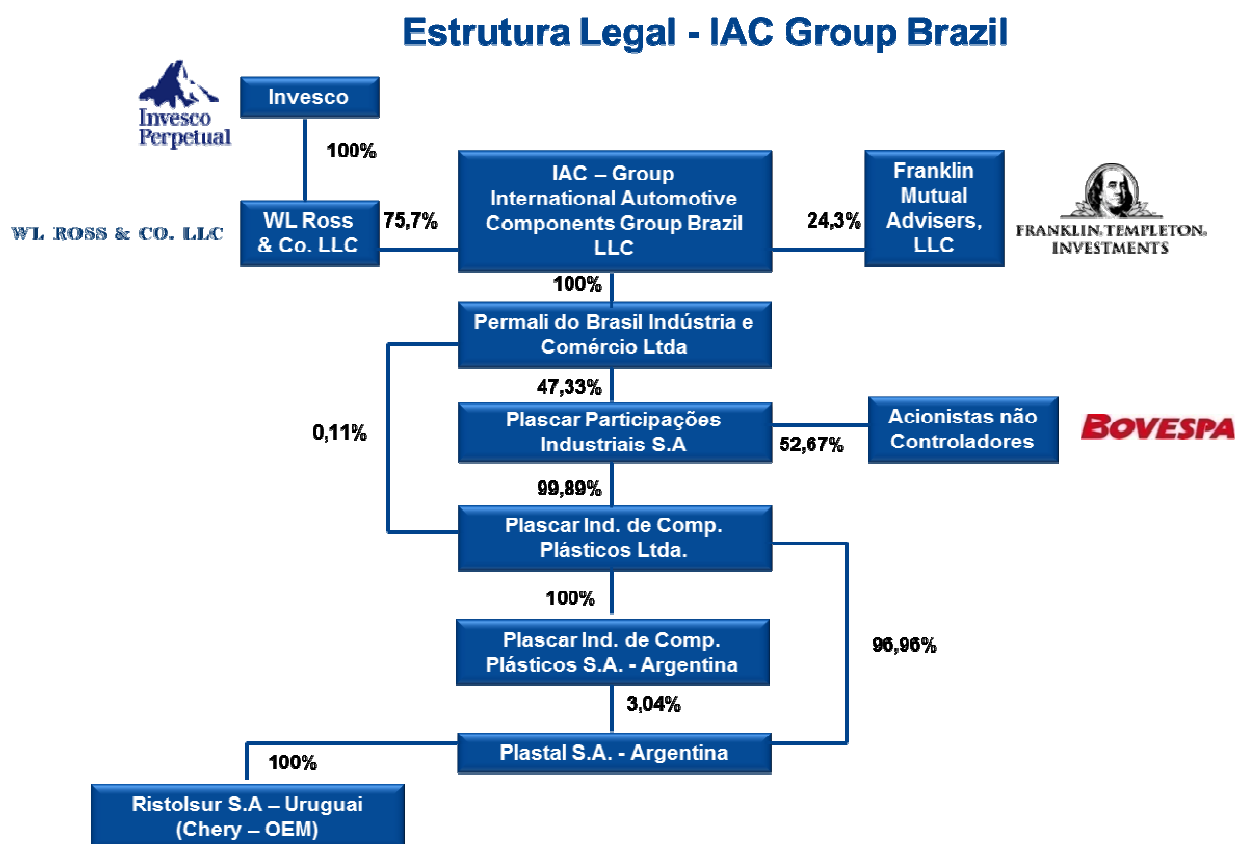 Estrutura Legal - IAC Group Brazil
Invesco
Perpetual
Invesco
100%
WL ROSS & CO. LLC
WL Ross
& Co. LLC
75,7%
IAC – Group
International Automotive
Components Group Brazil
LLC
24,3%
Franklin
Mutual
Advisers,
LLC
FRANKLIN TEMPLETON
INVESTMENTS
100%
Permali do Brasil Indústria e
Comércio Ltda
47,33%
0,11%
Plascar Participações
Industriais S.A
52,67%
Acionistas não
Controladores
BOVESPA
99,89%
Plascar Ind. de Comp.
Plásticos Ltda.
100%
96,96%
Plascar Ind. de Comp.
Plásticos S.A. - Argentina
3,04%
Plastal S.A. - Argentina
100%
Ristolsur S.A – Uruguai
(Chery – OEM)